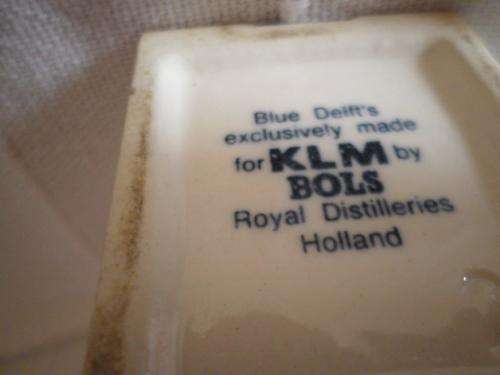 Blue Delft's
exclusively made
for KLM by
BOLS
Royal Distilleries
Holland